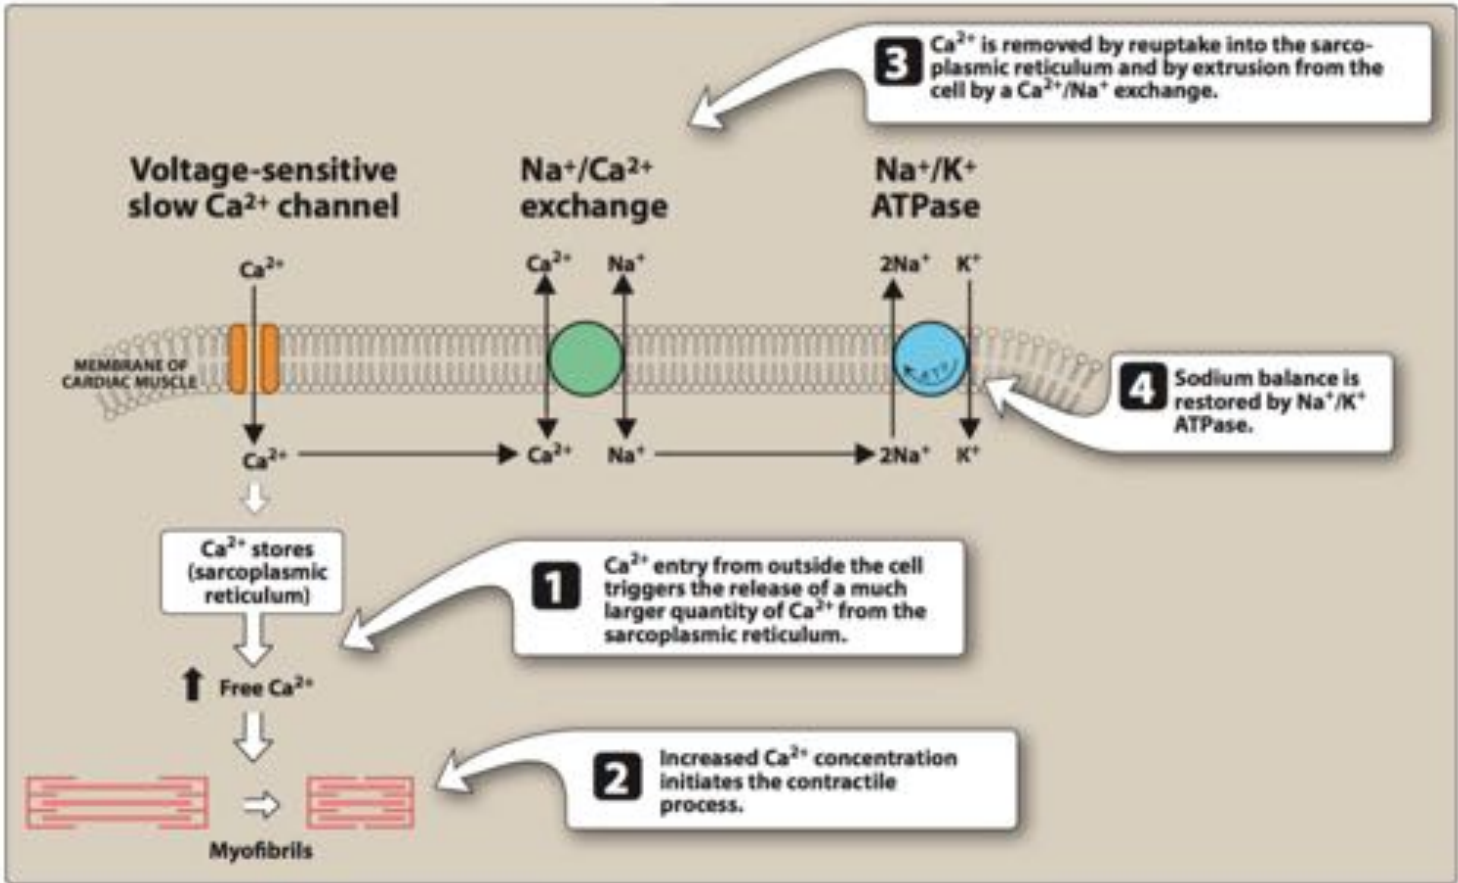 3 Ca²⁺ is removed by reuptake into the sarco-
plasmic reticulum and by extrusion from the
cell by a Ca²⁺/Na⁺ exchange.
Voltage-sensitive
slow Ca²⁺ channel
Na⁺/Ca²⁺
exchange
Na⁺/K⁺
ATPase
Ca²⁺
Ca²⁺ Na⁺
2Na⁺ K⁺
MEMBRANE OF
CARDIAC MUSCLE
4 Sodium balance is
restored by Na⁺/K⁺
ATPase.
Ca²⁺
Ca²⁺ Na⁺
2Na⁺ K⁺
Ca²⁺ stores
(sarcoplasmic
reticulum)
1 Ca²⁺ entry from outside the cell
triggers the release of a much
larger quantity of Ca²⁺ from the
sarcoplasmic reticulum.
Free Ca²⁺
2 Increased Ca²⁺ concentration
initiates the contractile
process.
Myofibrils